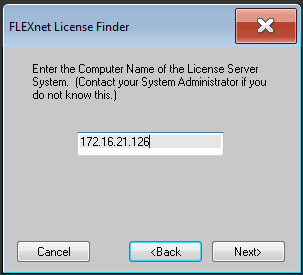 FLEXnet License Finder
Enter the Computer Name of the License Server
System. (Contact your System Administrator if you
do not know this.)
172.16.21.126
Cancel
<Back
Next>